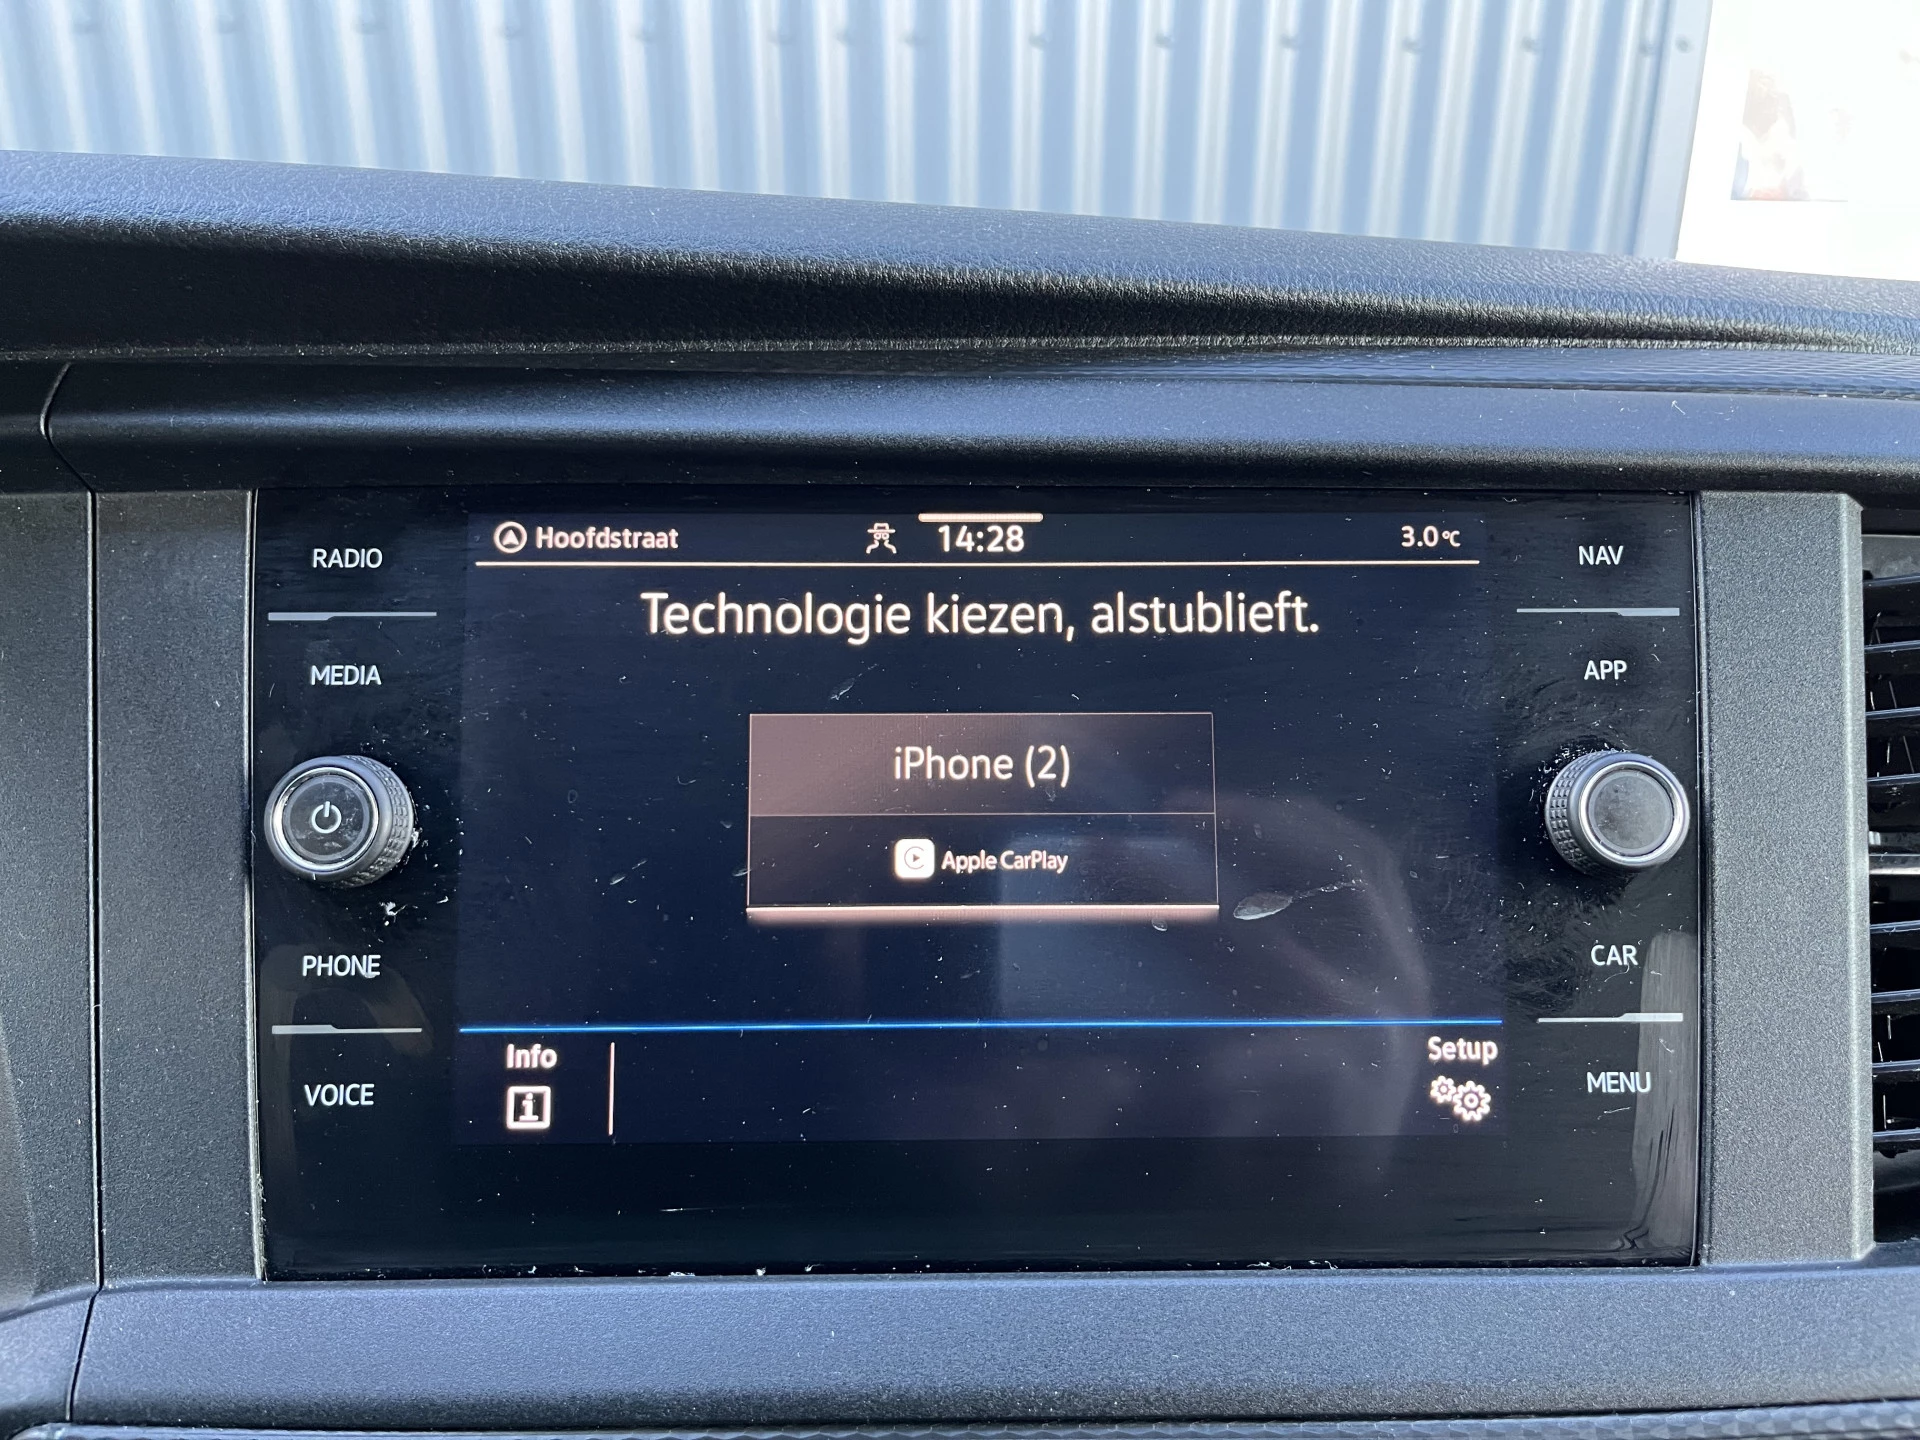 Hoofdstraat 14:28 3.0 °C
Technologie kiezen, alstublieft.
iPhone (2)
Apple CarPlay
Info
Setup
RADIO
MEDIA
PHONE
VOICE
NAV
APP
CAR
MENU